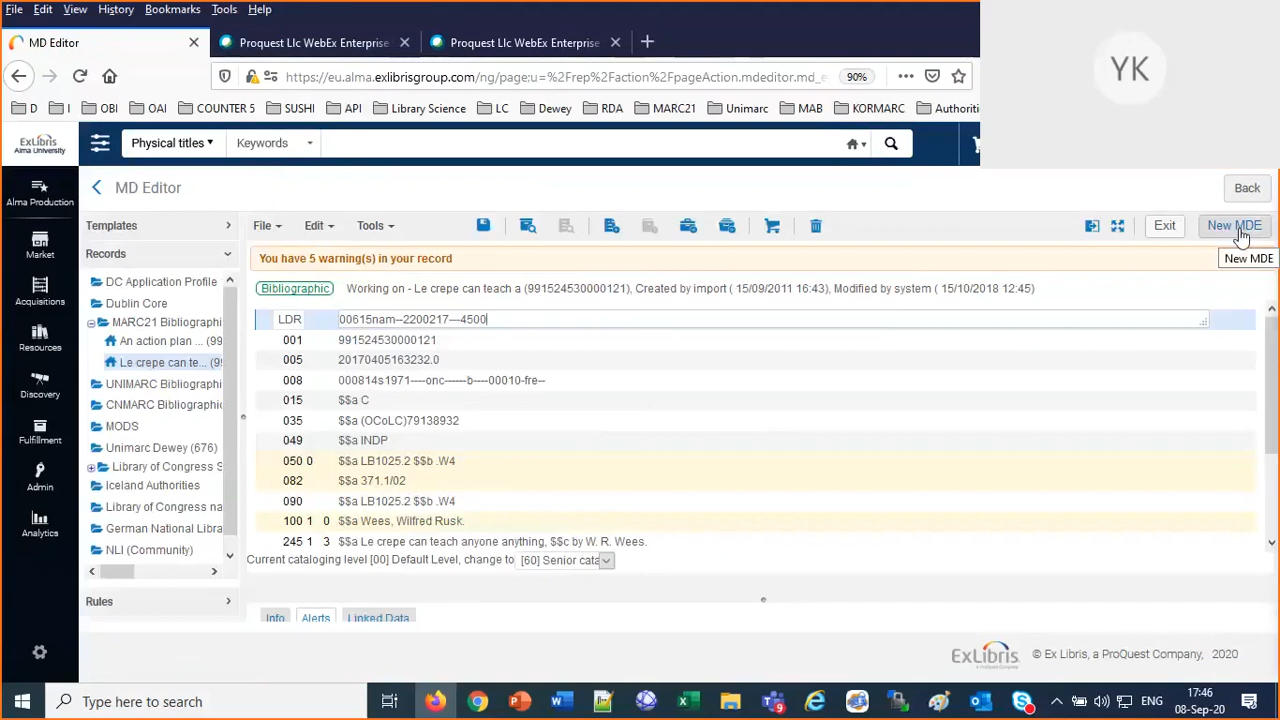 File Edit View History Bookmarks Tools Help
MD Editor
Proquest Llc WebEx Enterprise
Proquest Llc WebEx Enterprise
https://eu.alma.exlibrisgroup.com/ng/page;u=%2Frep%2Faction%2FpageAction.mdeditor.md_e
90%
D I OBI OAI COUNTER 5 SUSHI API Library Science LC Dewey RDA MARC21 Unimarc MAB KORMARC Authoriti
YK
ExLibris
Alma University
Physical titles
Keywords
MD Editor
Back
Alma Production
Market
Acquisitions
Resources
Discovery
Fulfillment
Admin
Analytics
Templates
Records
DC Application Profile
Dublin Core
MARC21 Bibliographi
An action plan ... (99
Le crepe can te... (99
UNIMARC Bibliograph
CNMARC Bibliographi
MODS
Unimarc Dewey (676)
Library of Congress S
Iceland Authorities
Library of Congress na
German National Libra
NLI (Community)
Rules
File Edit Tools
Exit
New MDE
New MDE
You have 5 warning(s) in your record
Bibliographic Working on - Le crepe can teach a (991524530000121), Created by import ( 15/09/2011 16:43), Modified by system ( 15/10/2018 12:45)
LDR 00615nam--2200217---4500
001 991524530000121
005 20170405163232.0
008 000814s1971----onc------b----00010-fre--
015 $$a C
035 $$a (OCoLC)79138932
049 $$a INDP
050 0 $$a LB1025.2 $$b .W4
082 $$a 371.1/02
090 $$a LB1025.2 $$b .W4
100 1 0 $$a Wees, Wilfred Rusk.
245 1 3 $$a Le crepe can teach anyone anything, $$c by W. R. Wees.
Current cataloging level [00] Default Level, change to [60] Senior cata
Info Alerts Linked Data
ExLibris © Ex Libris, a ProQuest Company, 2020
Type here to search
ENG
17:46
08-Sep-20